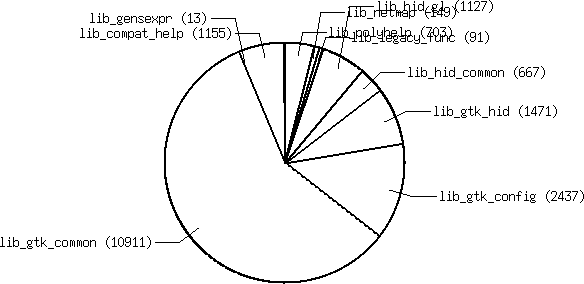 lib_hid_gl (1127)
lib_netmap (149)
lib_gensexpr (13)
lib_compat_help (1155)
lib_polyhelp (703)
lib_legacy_func (91)
lib_hid_common (667)
lib_gtk_hid (1471)
lib_gtk_config (2437)
lib_gtk_common (10911)